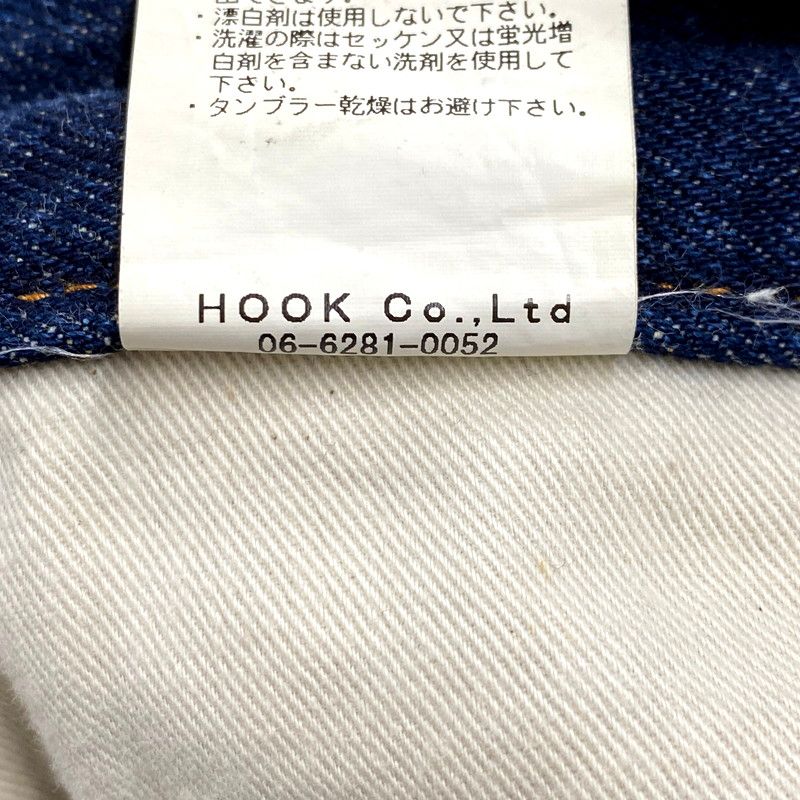 ・漂白剤は使用しないで下さい。
・洗濯の際はセッケン又は蛍光増
白剤を含まない洗剤を使用して
下さい。
・タンブラー乾燥はお避け下さい。
HOOK Co.,Ltd
06-6281-0052